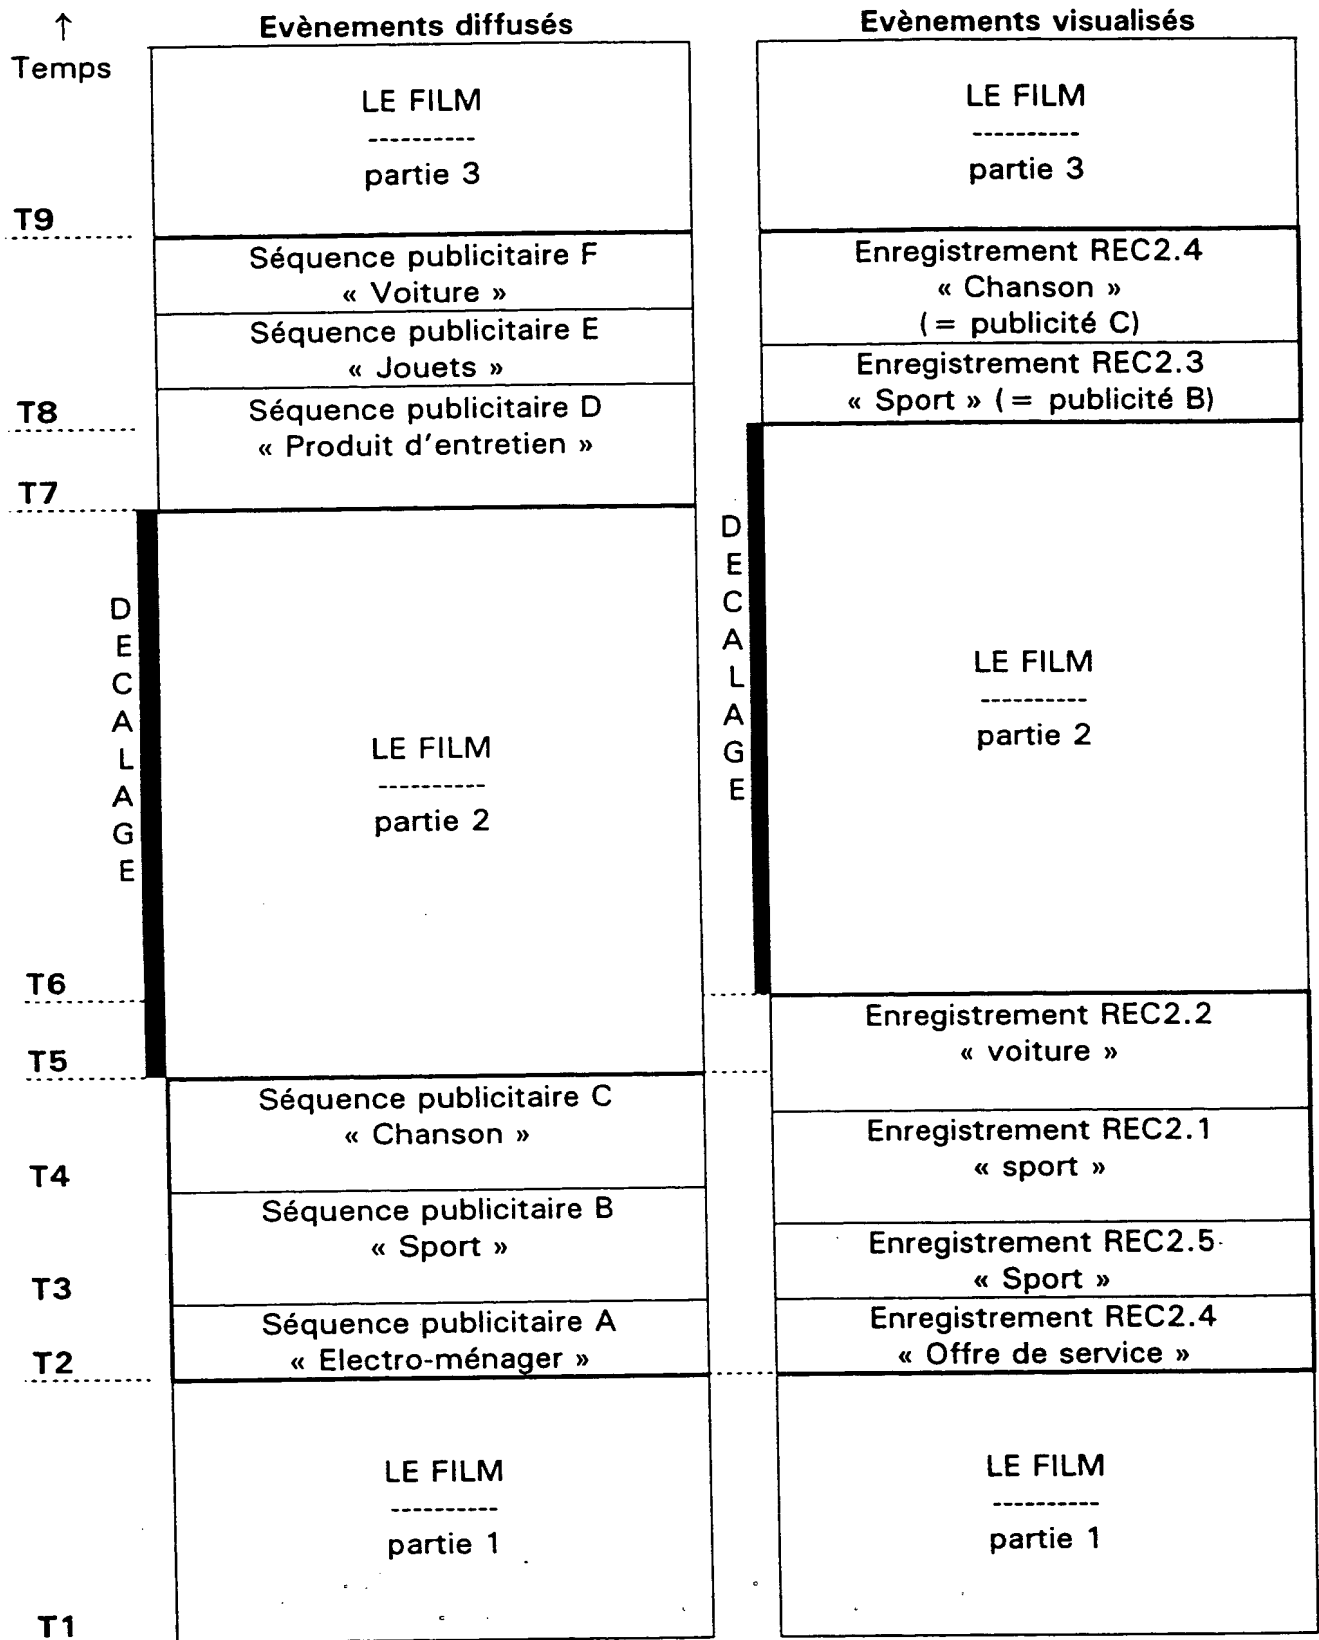 ↑
Temps
Evènements diffusés
LE FILM
----------
partie 3
T9
Séquence publicitaire F
« Voiture »
Séquence publicitaire E
« Jouets »
T8
Séquence publicitaire D
« Produit d'entretien »
T7
DECALAGE
LE FILM
----------
partie 2
T6
T5
Séquence publicitaire C
« Chanson »
T4
Séquence publicitaire B
« Sport »
T3
Séquence publicitaire A
« Electro-ménager »
T2
LE FILM
----------
partie 1
T1
Evènements visualisés
LE FILM
----------
partie 3
Enregistrement REC2.4
« Chanson »
(= publicité C)
Enregistrement REC2.3
« Sport » (= publicité B)
DECALAGE
LE FILM
----------
partie 2
Enregistrement REC2.2
« voiture »
Enregistrement REC2.1
« sport »
Enregistrement REC2.5
« Sport »
Enregistrement REC2.4
« Offre de service »
LE FILM
----------
partie 1